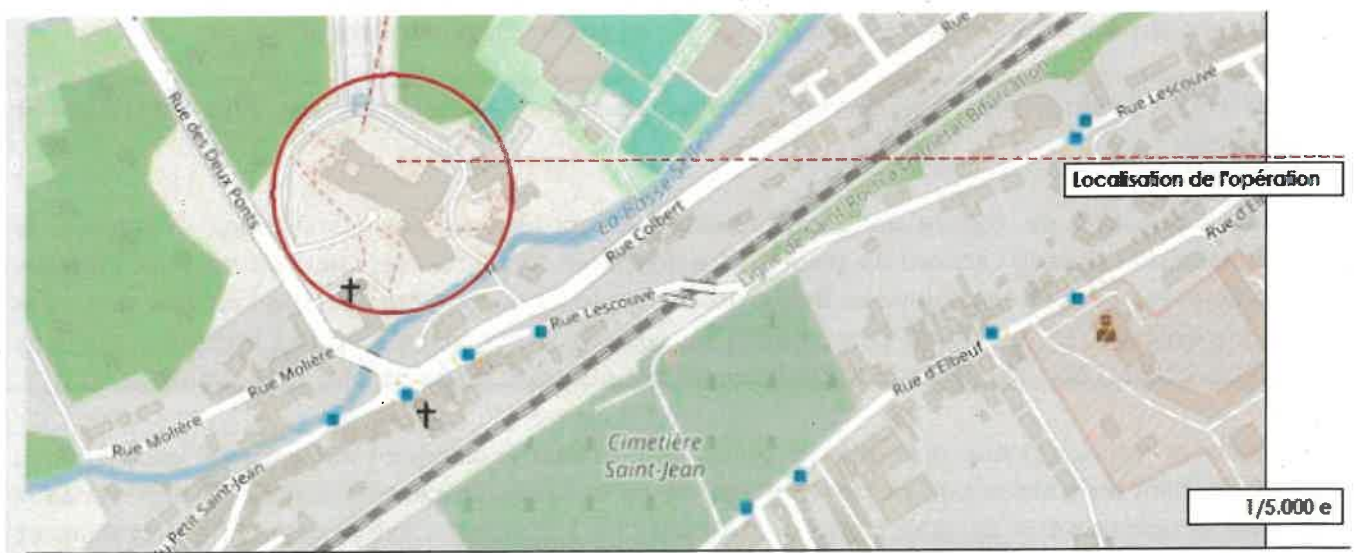 Rue
Rue Lescouvé
Rue des Deux Ponts
Localisation de l'opération
La Basse Selle
Rue Colbert
Rue d'E
Rue Lescouvé
Rue d'Elbeuf
Rue Molière
Rue Molière
Cimetière
Saint-Jean
u Petit Saint-Jean
1/5.000 e